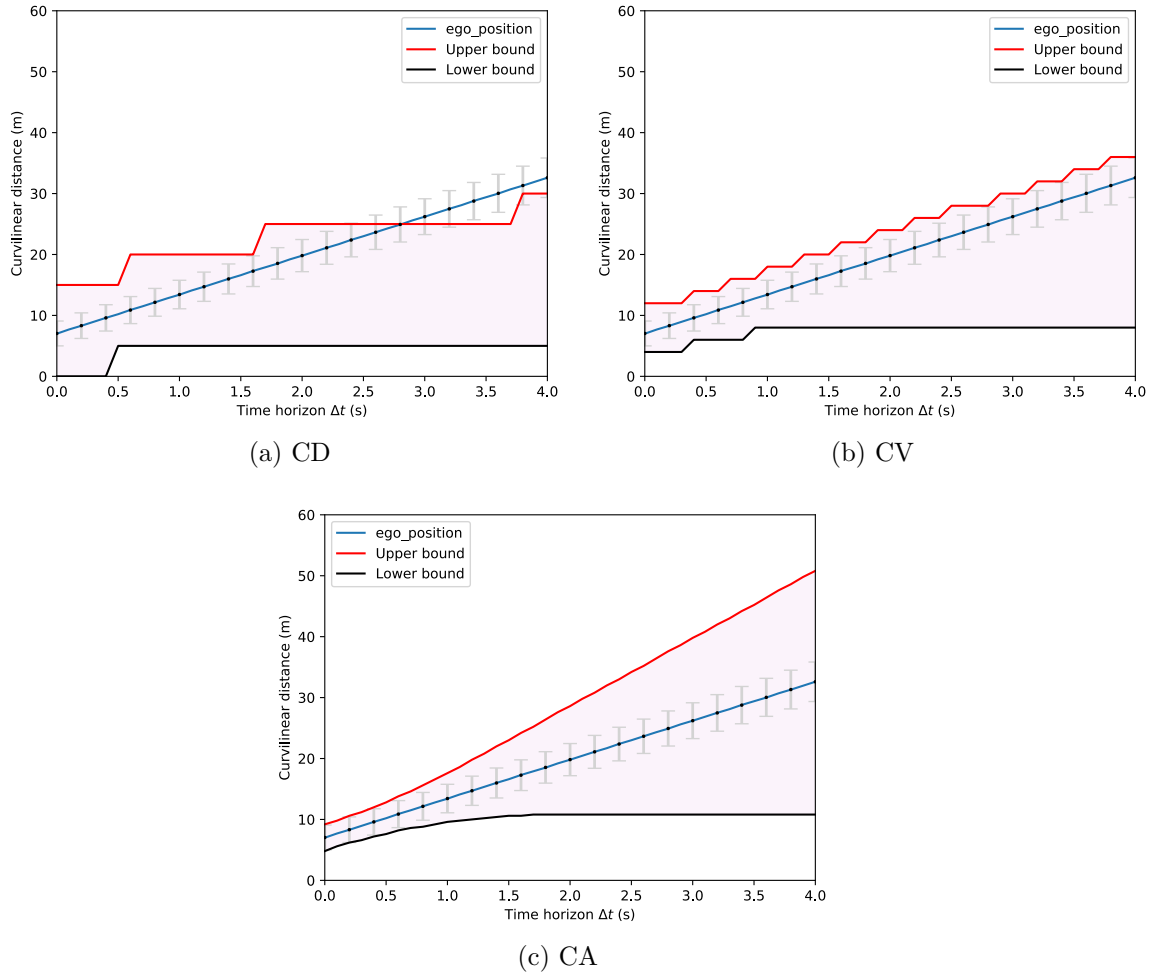 60
50
40
30
20
10
0
Curvilinear distance (m)
ego_position
Upper bound
Lower bound
0.0 0.5 1.0 1.5 2.0 2.5 3.0 3.5 4.0
Time horizon Δt (s)
(a) CD
60
50
40
30
20
10
0
Curvilinear distance (m)
ego_position
Upper bound
Lower bound
0.0 0.5 1.0 1.5 2.0 2.5 3.0 3.5 4.0
Time horizon Δt (s)
(b) CV
60
50
40
30
20
10
0
Curvilinear distance (m)
ego_position
Upper bound
Lower bound
0.0 0.5 1.0 1.5 2.0 2.5 3.0 3.5 4.0
Time horizon Δt (s)
(c) CA